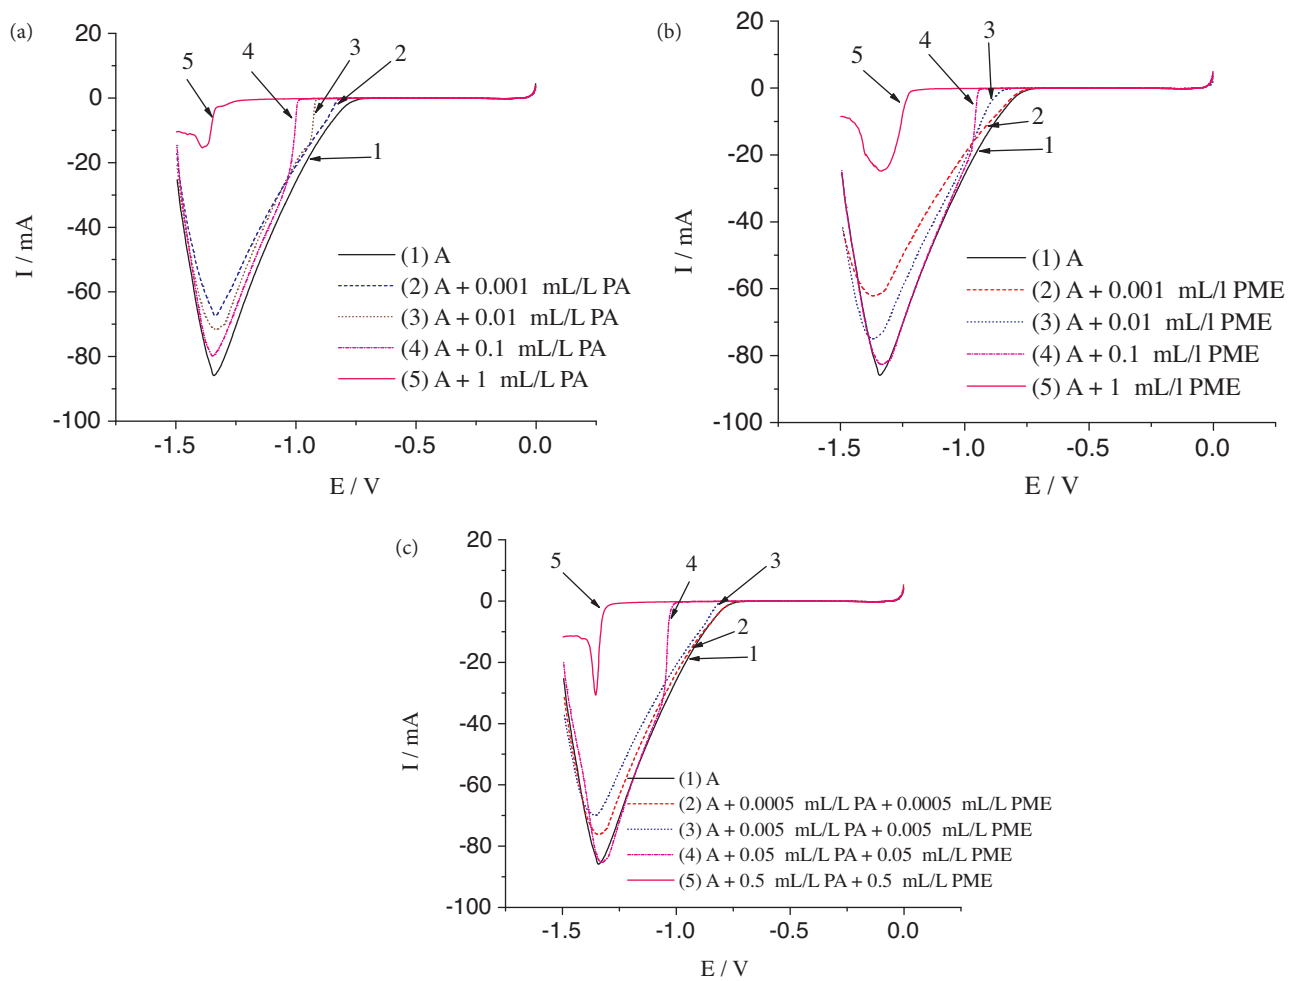 (a)
20
0
-20
-40
-60
-80
-100
I / mA
-1.5
-1.0
-0.5
0.0
E / V
5
4
3
2
1
(1) A
(2) A + 0.001 mL/L PA
(3) A + 0.01 mL/L PA
(4) A + 0.1 mL/L PA
(5) A + 1 mL/L PA
(b)
20
0
-20
-40
-60
-80
-100
I / mA
-1.5
-1.0
-0.5
0.0
E / V
5
4
3
2
1
(1) A
(2) A + 0.001 mL/l PME
(3) A + 0.01 mL/l PME
(4) A + 0.1 mL/l PME
(5) A + 1 mL/l PME
(c)
20
0
-20
-40
-60
-80
-100
I / mA
-1.5
-1.0
-0.5
0.0
E / V
5
4
3
2
1
(1) A
(2) A + 0.0005 mL/L PA + 0.0005 mL/L PME
(3) A + 0.005 mL/L PA + 0.005 mL/L PME
(4) A + 0.05 mL/L PA + 0.05 mL/L PME
(5) A + 0.5 mL/L PA + 0.5 mL/L PME